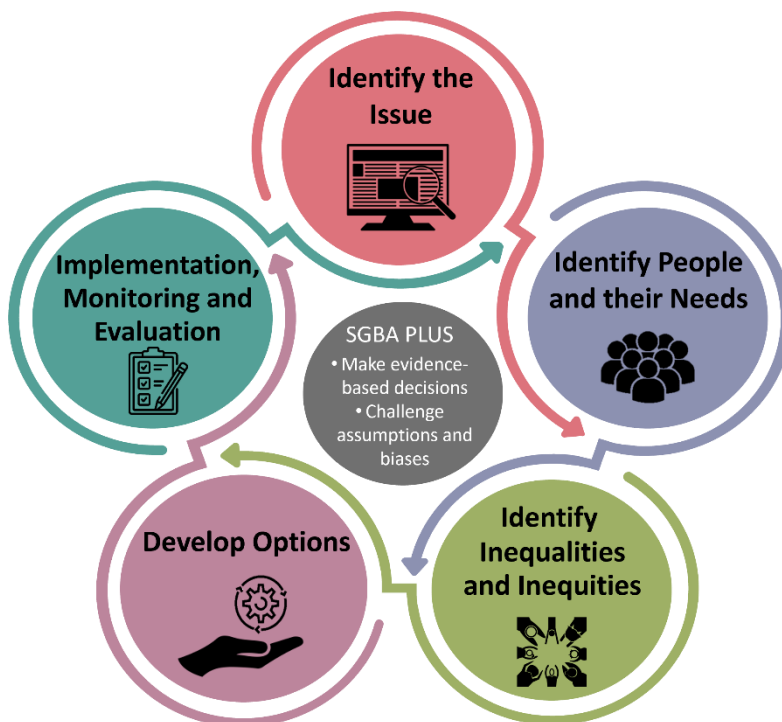 Identify the
Issue
Identify People
and their Needs
Identify
Inequalities
and Inequities
Develop Options
Implementation,
Monitoring and
Evaluation
SGBA PLUS
• Make evidence-
based decisions
• Challenge
assumptions and
biases